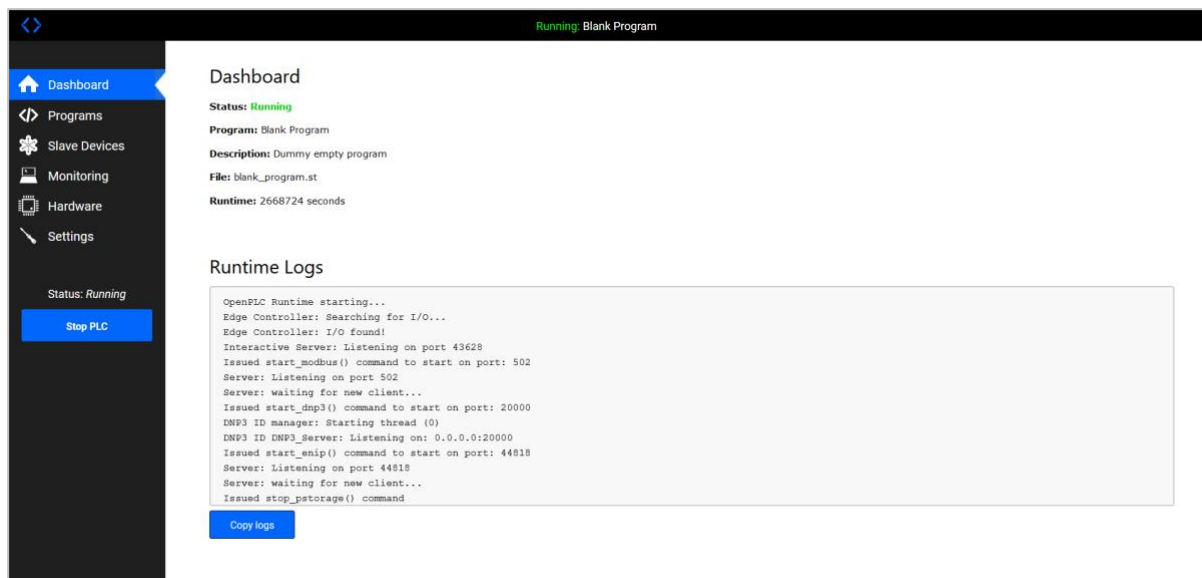 Running: Blank Program
Dashboard
Programs
Slave Devices
Monitoring
Hardware
Settings
Status: Running
Stop PLC
Dashboard
Status: Running
Program: Blank Program
Description: Dummy empty program
File: blank_program.st
Runtime: 2668724 seconds
Runtime Logs
OpenPLC Runtime starting...
Edge Controller: Searching for I/O...
Edge Controller: I/O found!
Interactive Server: Listening on port 43628
Issued start_modbus() command to start on port: 502
Server: Listening on port 502
Server: waiting for new client...
Issued start_dnp3() command to start on port: 20000
DNP3 ID manager: Starting thread (0)
DNP3 ID DNP3_Server: Listening on: 0.0.0.0:20000
Issued start_enip() command to start on port: 44818
Server: Listening on port 44818
Server: waiting for new client...
Issued stop_pstorage() command
Copy logs